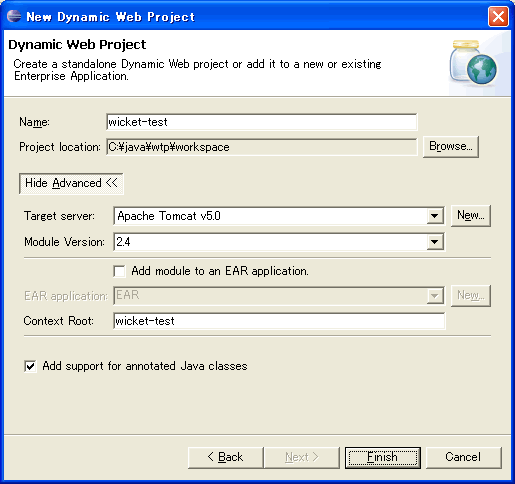 New Dynamic Web Project
Dynamic Web Project
Create a standalone Dynamic Web project or add it to a new or existing
Enterprise Application.
Name: wicket-test
Project location: C:¥java¥wtp¥workspace Browse...
Hide Advanced <<
Target server: Apache Tomcat v5.0 New...
Module Version: 2.4
Add module to an EAR application.
EAR application: EAR New...
Context Root: wicket-test
Add support for annotated Java classes
< Back Next > Finish Cancel